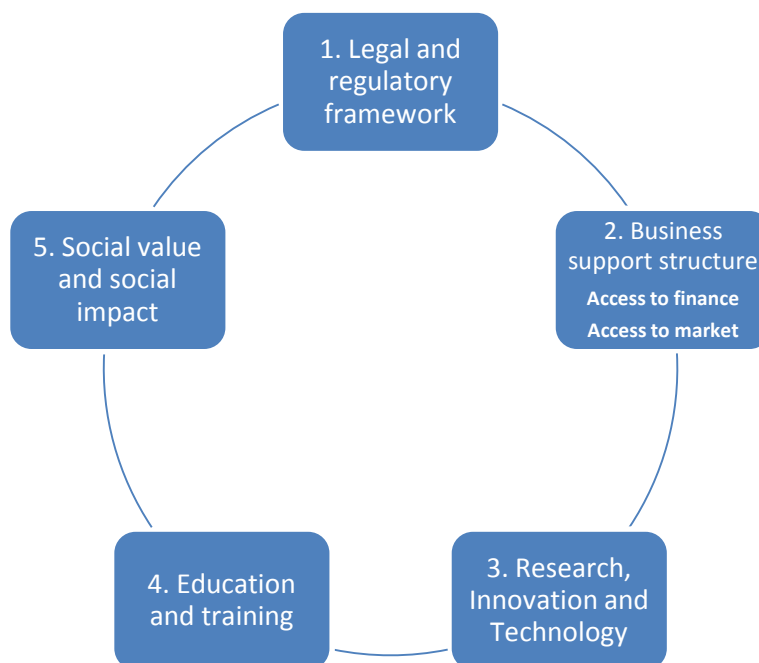 1. Legal and
regulatory
framework
2. Business
support structure
Access to finance
Access to market
3. Research,
Innovation and
Technology
4. Education
and training
5. Social value
and social
impact